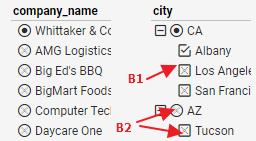 company_name
Whittaker & Co
AMG Logistics
Big Ed's BBQ
BigMart Foods
Computer Tech
Daycare One
city
CA
Albany
Los Angele
San Franci
AZ
Tucson
B1
B2